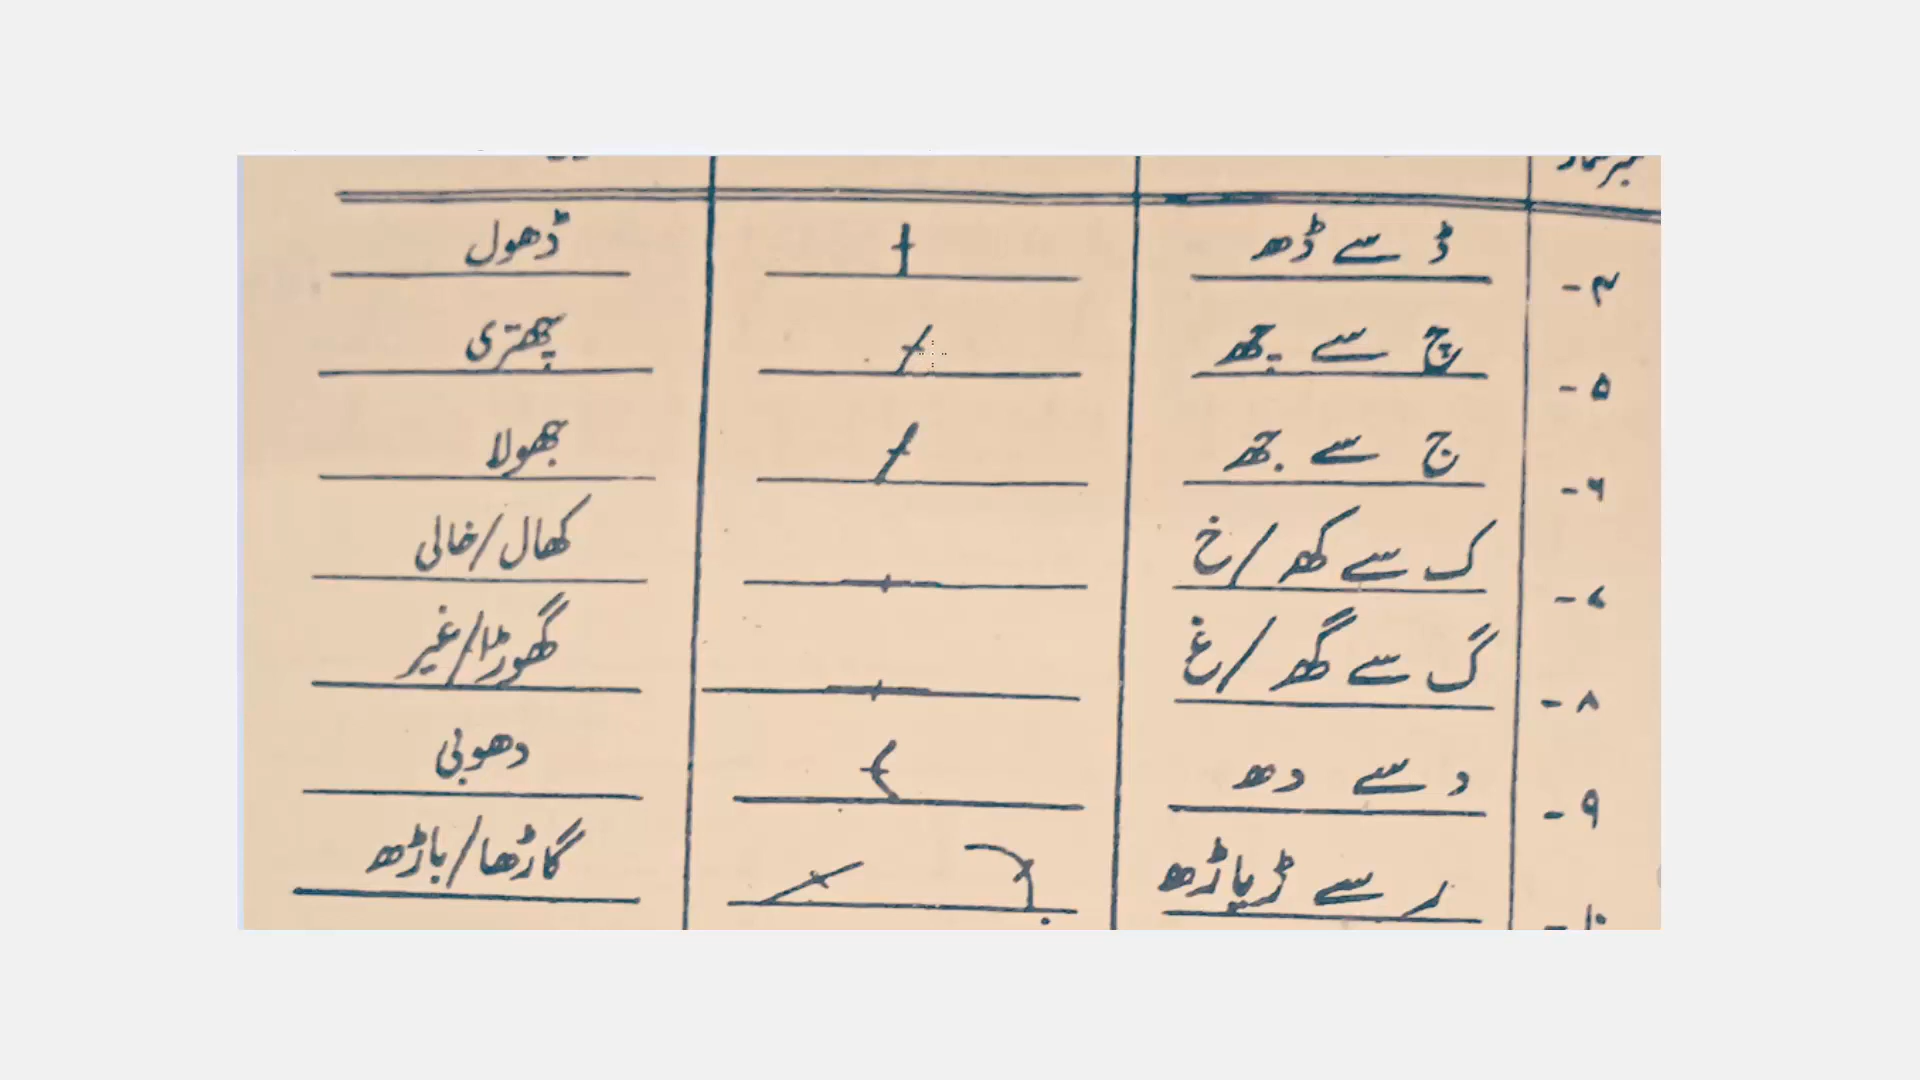 نمبر شمار
۴- ڈ سے ڈھ ڈھول
۵- چ سے چھ چھتری
۶- ج سے جھ جھولا
۷- ک سے کھ/خ کھال/خالی
۸- گ سے گھ/غ گھوڑا/غیر
۹- د سے دھ دھوبی
۱۰- ر سے ڑ یا ڑھ گاڑھا/باڑھ